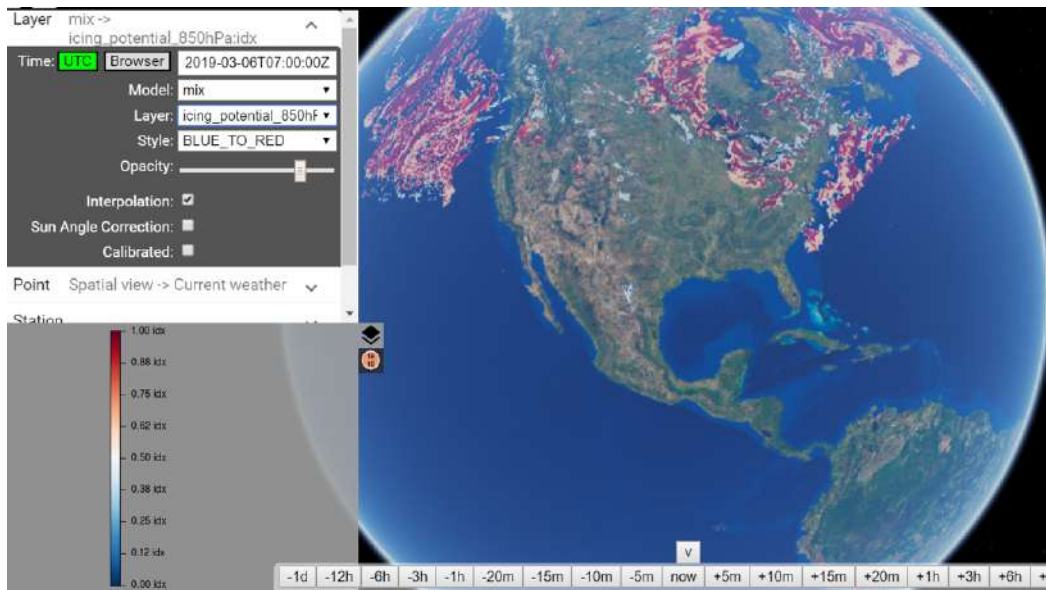 Layer mix ->
icing_potential_850hPa:idx
Time: UTC Browser 2019-03-06T07:00:00Z
Model: mix
Layer: icing_potential_850hF
Style: BLUE_TO_RED
Opacity:
Interpolation:
Sun Angle Correction:
Calibrated:
Point Spatial view -> Current weather
Station
1.00 idx
0.88 idx
0.75 idx
0.62 idx
0.50 idx
0.38 idx
0.25 idx
0.12 idx
0.00 idx
v
-1d -12h -6h -3h -1h -20m -15m -10m -5m now +5m +10m +15m +20m +1h +3h +6h +